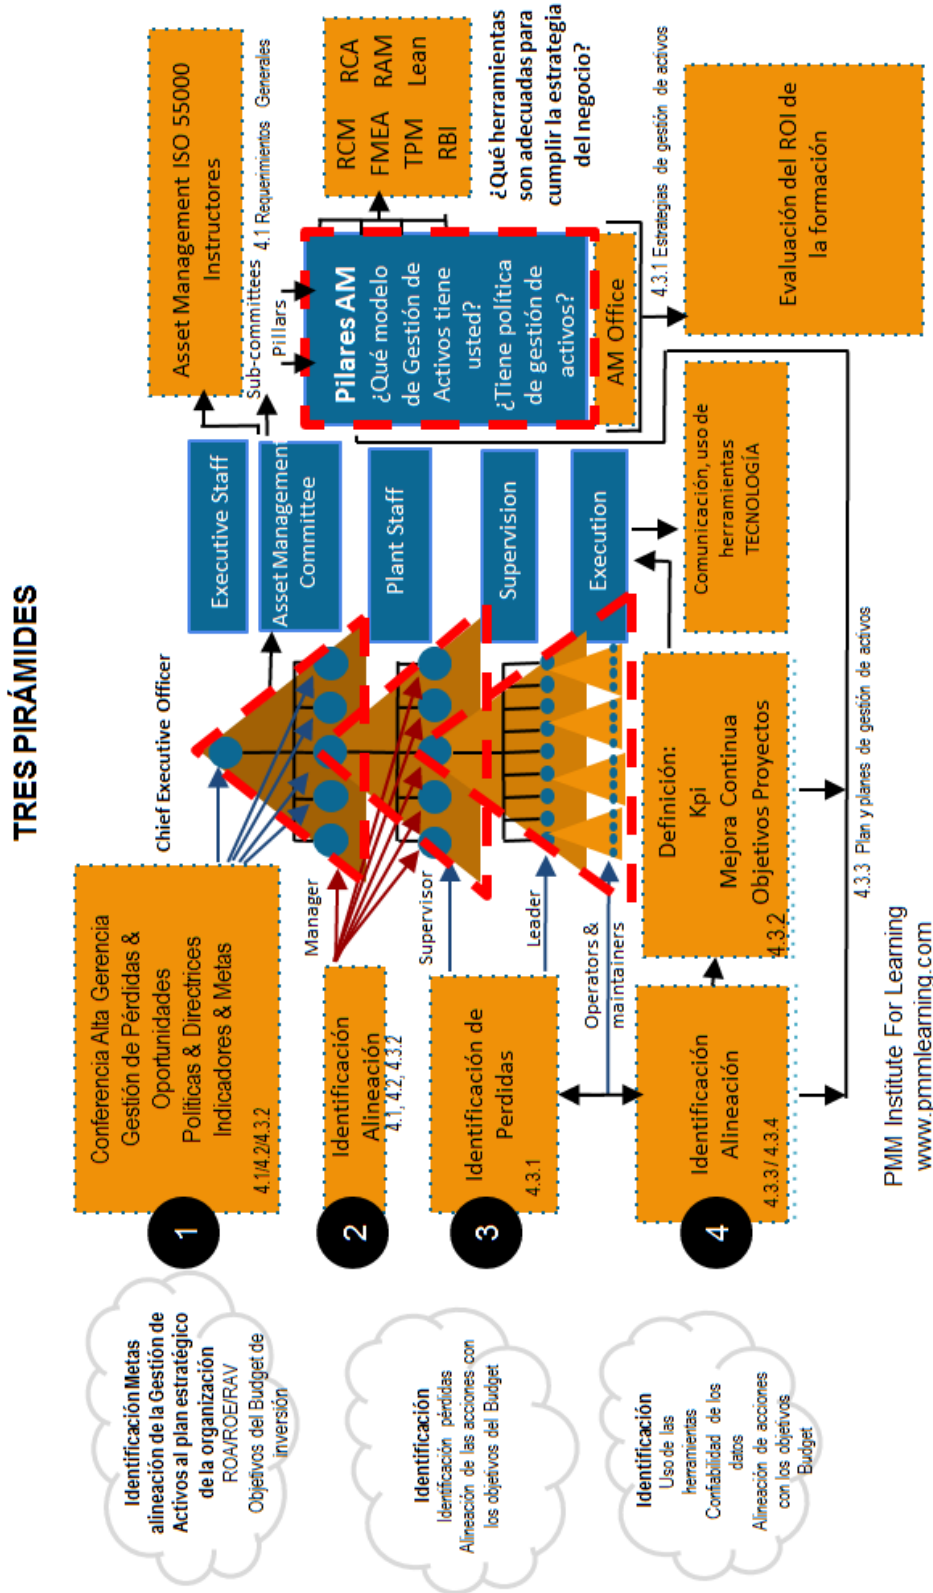 TRES PIRÁMIDES
Identificación Metas
alineación de la Gestión de
Activos al plan estratégico
de la organización
ROA/ROE/RAV
Objetivos del Budget de
inversión
1
Conferencia Alta Gerencia
Gestión de Pérdidas &
Oportunidades
Políticas & Directrices
Indicadores & Metas
4.1/4.2/4.3.2
Chief Executive Officer
Executive Staff
Asset Management
Committee
Asset Management ISO 55000
Instructores
Sub-committees
4.1 Requerimientos Generales
Pillars
2
Identificación
Alineación
4.1, 4.2, 4.3.2
Manager
Plant Staff
Pilares AM
¿Qué modelo
de Gestión de
Activos tiene
usted?
¿Tiene política
de gestión de
activos?
AM Office
RCM RCA
FMEA RAM
TPM Lean
RBI
¿Qué herramientas
son adecuadas para
cumplir la estrategia
del negocio?
Identificación
Identificación pérdidas
Alineación de las acciones con
los objetivos del Budget
3
Identificación de
Perdidas
4.3.1
Supervisor
Leader
Supervision
Execution
Operators &
maintainers
4.3.1 Estrategias de gestión de activos
Identificación
Uso de las
herramientas
Confiabilidad de los
datos
Alineación de acciones
con los objetivos
Budget
4
Identificación
Alineación
4.3.3 / 4.3.4
Definición:
Kpi
Mejora Continua
Objetivos Proyectos
4.3.2
Comunicación, uso de
herramientas
TECNOLOGÍA
Evaluación del ROI de
la formación
4.3.3 Plan y planes de gestión de activos
PMM Institute For Learning
www.pmmlearning.com